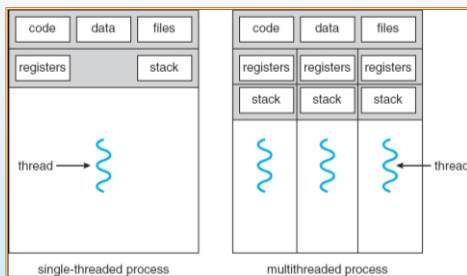 code data files code data files
registers stack registers registers registers
stack stack stack
thread thread
single-threaded process multithreaded process